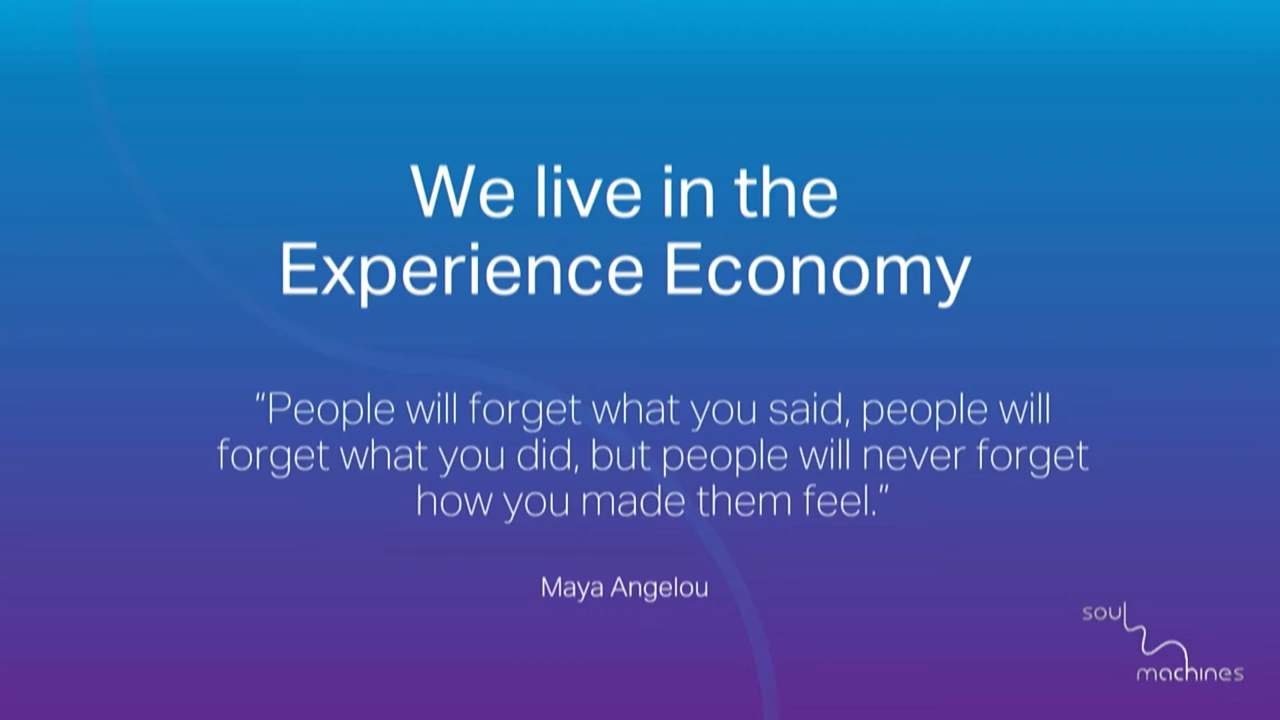 We live in the
Experience Economy
“People will forget what you said, people will
forget what you did, but people will never forget
how you made them feel.”
Maya Angelou
soul
machines